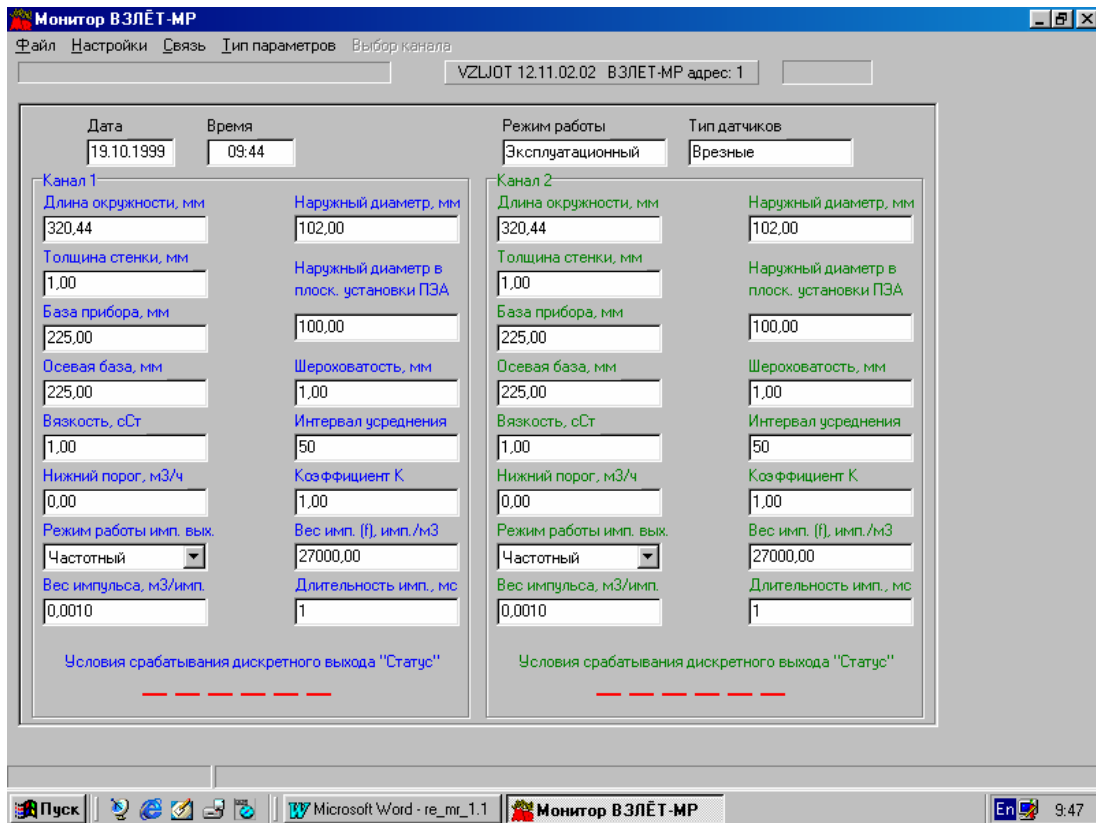 Монитор ВЗЛЁТ-МР
Файл Настройки Связь Тип параметров Выбор канала
VZLJOT 12.11.02.02 ВЗЛЕТ-МР адрес: 1
Дата Время Режим работы Тип датчиков
19.10.1999 09:44 Эксплуатационный Врезные
Канал 1 Канал 2
Длина окружности, мм Наружный диаметр, мм Длина окружности, мм Наружный диаметр, мм
320,44 102,00 320,44 102,00
Толщина стенки, мм Наружный диаметр в Толщина стенки, мм Наружный диаметр в
1,00 плоск. установки ПЭА 1,00 плоск. установки ПЭА
База прибора, мм База прибора, мм
225,00 100,00 225,00 100,00
Осевая база, мм Шероховатость, мм Осевая база, мм Шероховатость, мм
225,00 1,00 225,00 1,00
Вязкость, сСт Интервал усреднения Вязкость, сСт Интервал усреднения
1,00 50 1,00 50
Нижний порог, м3/ч Коэффициент К Нижний порог, м3/ч Коэффициент К
0,00 1,00 0,00 1,00
Режим работы имп. вых. Вес имп. (f), имп./м3 Режим работы имп. вых. Вес имп. (f), имп./м3
Частотный 27000,00 Частотный 27000,00
Вес импульса, м3/имп. Длительность имп., мс Вес импульса, м3/имп. Длительность имп., мс
0,0010 1 0,0010 1
Условия срабатывания дискретного выхода "Статус" Условия срабатывания дискретного выхода "Статус"
— — — — — — — — — — — —
Пуск Microsoft Word - re_mr_1.1 Монитор ВЗЛЁТ-МР En 9:47